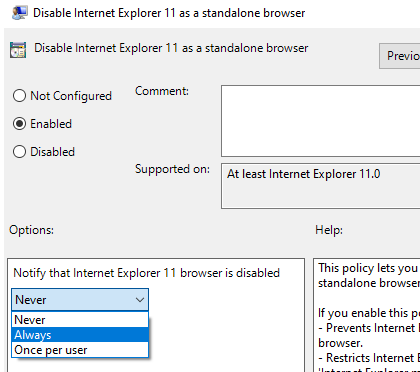 Disable Internet Explorer 11 as a standalone browser
Disable Internet Explorer 11 as a standalone browser
Previo
Not Configured
Comment:
Enabled
Disabled
Supported on:
At least Internet Explorer 11.0
Options:
Help:
Notify that Internet Explorer 11 browser is disabled
Never
Never
Always
Once per user
This policy lets you
standalone browser
If you enable this po
- Prevents Internet
browser.
- Restricts Internet E
'Internet Explorer m